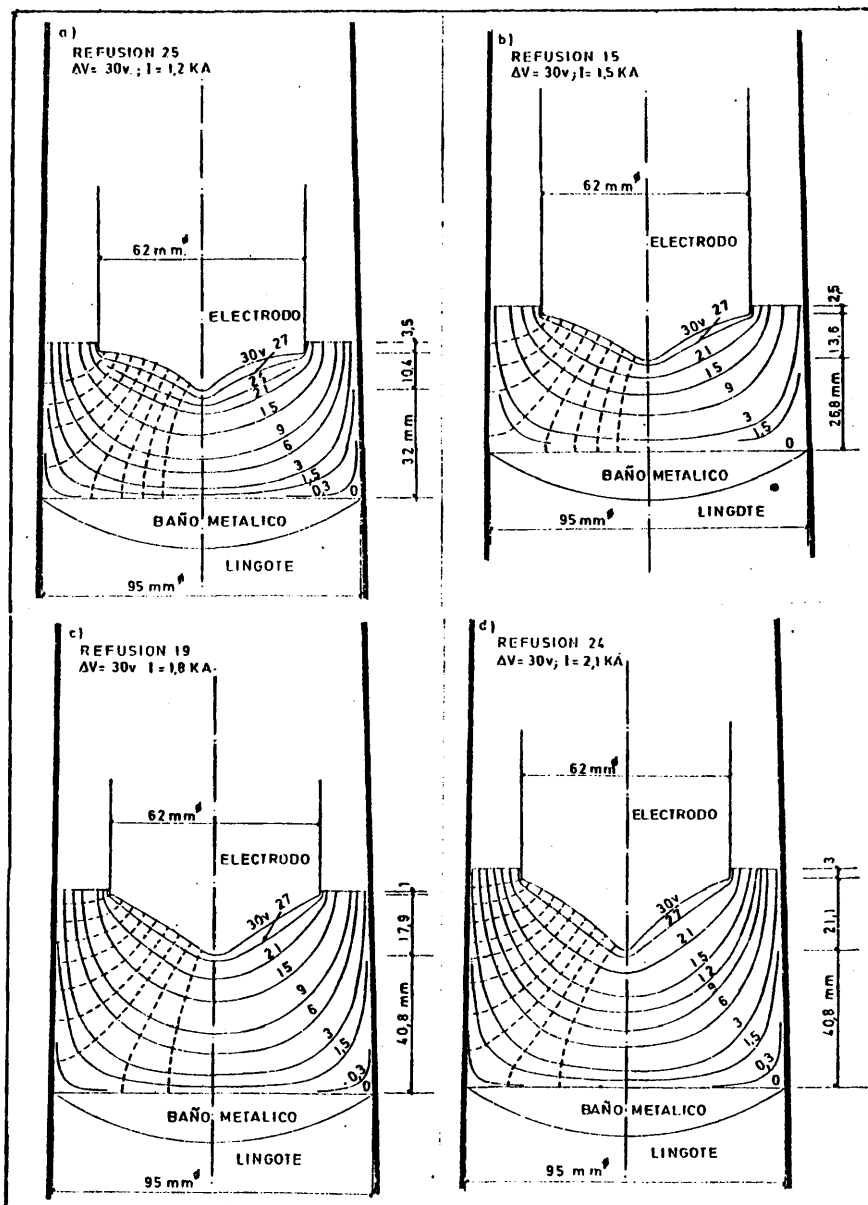 a)
REFUSION 25
ΔV= 30v.; I = 1,2 KA
62 mm ø
ELECTRODO
30v 27
21
15
9
6
3
1,5
0,3 0
BAÑO METALICO
LINGOTE
95 mm ø
3,5
10,4
32 mm
b)
REFUSION 15
ΔV= 30v; I = 1,5 KA
62 mm ø
ELECTRODO
30v 27
21
15
9
3
1,5
0
BAÑO METALICO
LINGOTE
95 mm ø
2,5
13,6
26,8 mm
c)
REFUSION 19
ΔV= 30v I = 1,8 KA
62 mm ø
ELECTRODO
30v 27
21
15
9
6
3
1,5
0,3
0
BAÑO METALICO
LINGOTE
95 mm ø
1
17,9
40,8 mm
d)
REFUSION 24
ΔV= 30v; I = 2,1 KA
62 mm ø
ELECTRODO
30v
27
21
15
12
9
6
3
1,5
0,3
0
BAÑO METALICO
LINGOTE
95 mm ø
3
21,1
40,8 mm